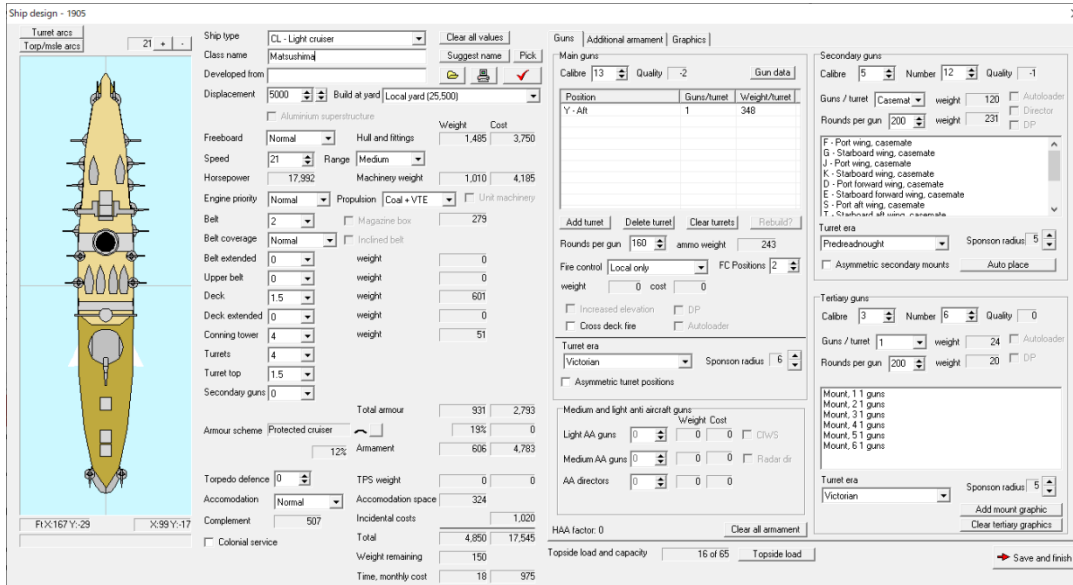 Ship design - 1905
Turret arcs
Torp/msle arcs
21 + -
Ft X:167 Y:-29 X:99 Y:-17
Ship type CL - Light cruiser Clear all values
Class name Matsushima Suggest name Pick
Developed from
Displacement 5000 Build at yard Local yard (25,500)
Aluminium superstructure
Weight Cost
Freeboard Normal Hull and fittings 1,485 3,750
Speed 21 Range Medium
Horsepower 17,992 Machinery weight 1,010 4,185
Engine priority Normal Propulsion Coal + VTE Unit machinery
Belt 2 Magazine box 279
Belt coverage Normal Inclined belt
Belt extended 0 weight 0
Upper belt 0 weight 0
Deck 1.5 weight 601
Deck extended 0 weight 0
Conning tower 4 weight 51
Turrets 4
Turret top 1.5
Secondary guns 0
Total armour 931 2,793
Armour scheme Protected cruiser 19% 0
12% Armament 606 4,783
Torpedo defence 0 TPS weight 0 0
Accomodation Normal Accomodation space 324
Complement 507 Incidental costs 1,020
Colonial service Total 4,850 17,545
Weight remaining 150
Time, monthly cost 18 975
Guns Additional armament Graphics
Main guns
Calibre 13 Quality -2 Gun data
Position Guns/turret Weight/turret
Y - Aft 1 348
Add turret Delete turret Clear turrets Rebuild?
Rounds per gun 160 ammo weight 243
Fire control Local only FC Positions 2
weight 0 cost 0
Increased elevation DP
Cross deck fire Autoloader
Turret era
Victorian Sponson radius 6
Asymmetric turret positions
Medium and light anti aircraft guns
Weight Cost
Light AA guns 0 0 0 CIWS
Medium AA guns 0 0 0 Radar dir
AA directors 0 0 0
HAA factor: 0 Clear all armament
Topside load and capacity 16 of 65 Topside load
Secondary guns
Calibre 5 Number 12 Quality -1
Guns / turret Casemat weight 120 Autoloader
Director
Rounds per gun 200 weight 231 DP
F - Port wing, casemate
G - Starboard wing, casemate
J - Port wing, casemate
K - Starboard wing, casemate
D - Port forward wing, casemate
E - Starboard forward wing, casemate
S - Port aft wing, casemate
T - Starboard aft wing, casemate
Turret era
Predreadnought Sponson radius 5
Asymmetric secondary mounts Auto place
Tertiary guns
Calibre 3 Number 6 Quality 0
Guns / turret 1 weight 24 Autoloader
Rounds per gun 200 weight 20 DP
Mount, 1 1 guns
Mount, 2 1 guns
Mount, 3 1 guns
Mount, 4 1 guns
Mount, 5 1 guns
Mount, 6 1 guns
Turret era
Victorian Sponson radius 5
Add mount graphic
Clear tertiary graphics
Save and finish